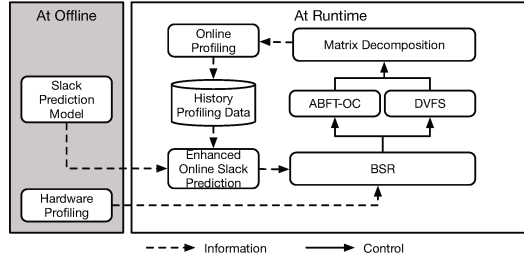 At Offline
At Runtime
Online
Profiling
Matrix Decomposition
Slack
Prediction
Model
History
Profiling Data
ABFT-OC
DVFS
Enhanced
Online Slack
Prediction
BSR
Hardware
Profiling
Information
Control